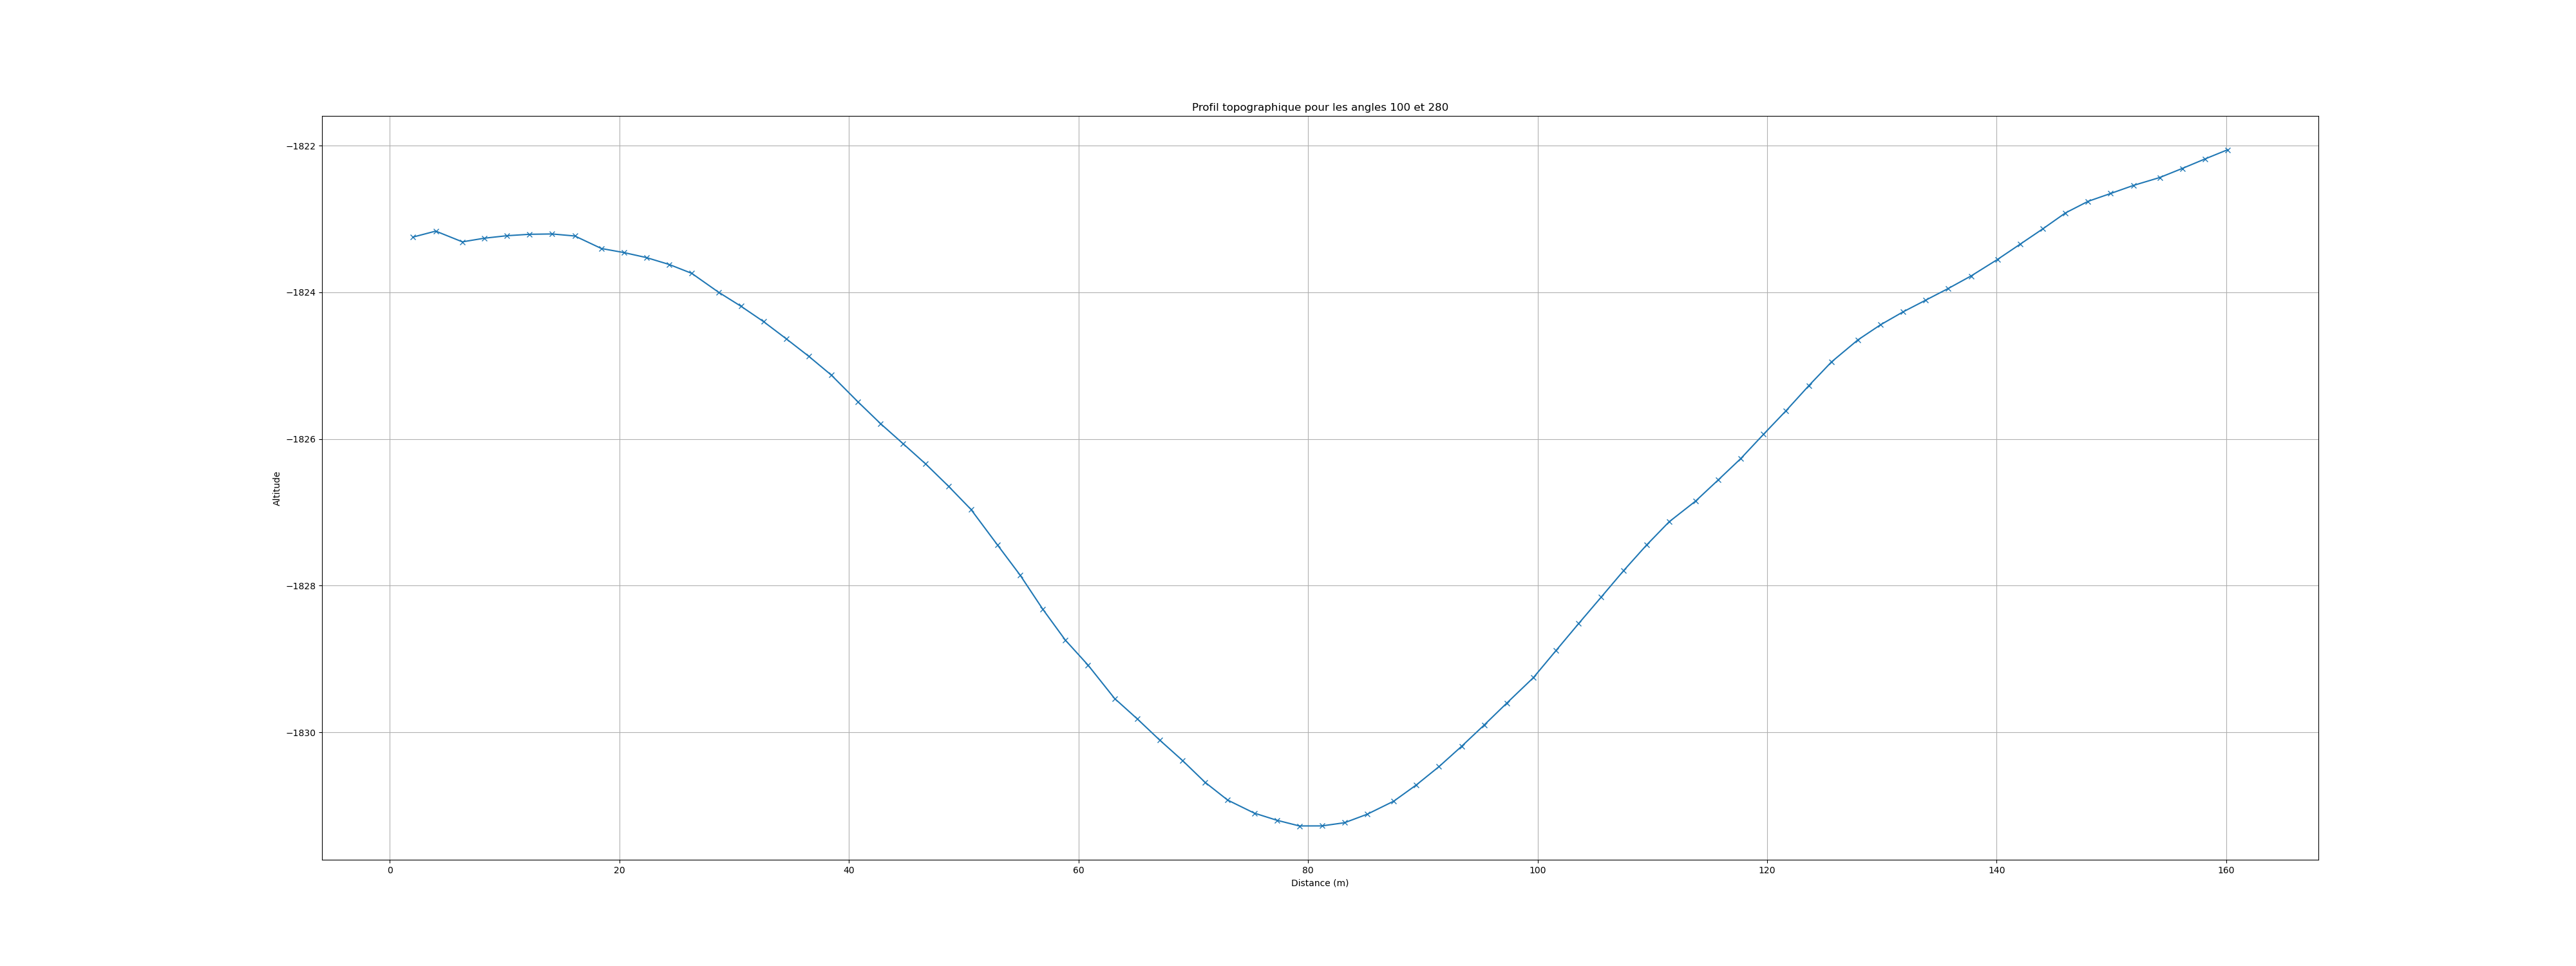 Profil topographique pour les angles 100 et 280
−1822
−1824
−1826
−1828
−1830
Altitude
0 20 40 60 80 100 120 140 160
Distance (m)